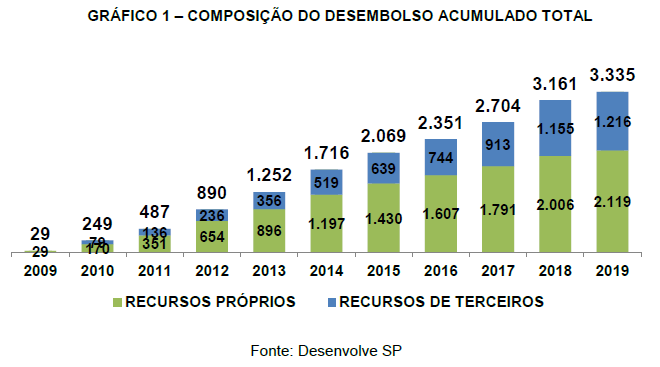 GRÁFICO 1 – COMPOSIÇÃO DO DESEMBOLSO ACUMULADO TOTAL
29 249 487 890 1.252 1.716 2.069 2.351 2.704 3.161 3.335
79 136 236 356 519 639 744 913 1.155 1.216
29 170 351 654 896 1.197 1.430 1.607 1.791 2.006 2.119
2009 2010 2011 2012 2013 2014 2015 2016 2017 2018 2019
RECURSOS PRÓPRIOS RECURSOS DE TERCEIROS
Fonte: Desenvolve SP